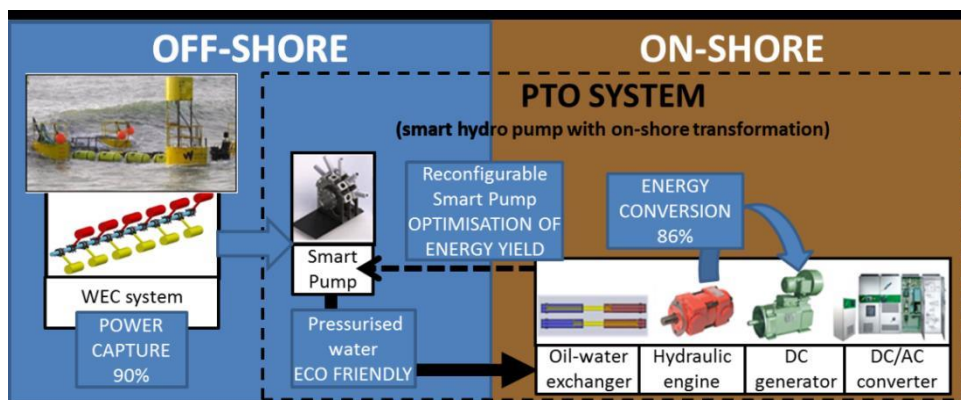 OFF-SHORE
ON-SHORE
PTO SYSTEM
(smart hydro pump with on-shore transformation)
Reconfigurable
Smart Pump
OPTIMISATION OF
ENERGY YIELD
ENERGY
CONVERSION
86%
Smart
Pump
WEC system
POWER
CAPTURE
90%
Pressurised
water
ECO FRIENDLY
Oil-water
exchanger
Hydraulic
engine
DC
generator
DC/AC
converter